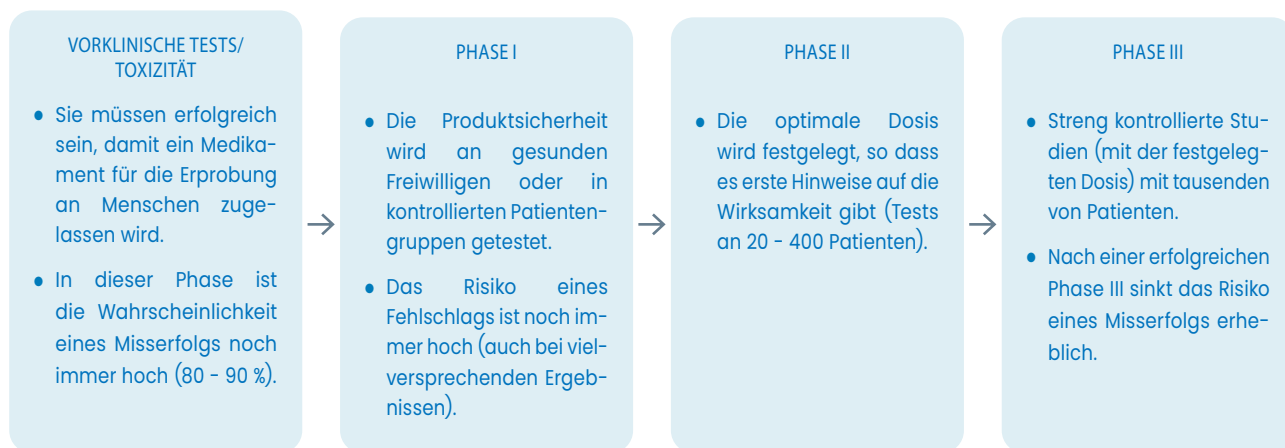 VORKLINISCHE TESTS/
TOXIZITÄT
• Sie müssen erfolgreich
sein, damit ein Medika-
ment für die Erprobung
an Menschen zuge-
lassen wird.
• In dieser Phase ist
die Wahrscheinlichkeit
eines Misserfolgs noch
immer hoch (80 - 90 %).
PHASE I
• Die Produktsicherheit
wird an gesunden
Freiwilligen oder in
kontrollierten Patienten-
gruppen getestet.
• Das Risiko eines
Fehlschlags ist noch im-
mer hoch (auch bei viel-
versprechenden Ergeb-
nissen).
PHASE II
• Die optimale Dosis
wird festgelegt, so dass
es erste Hinweise auf die
Wirksamkeit gibt (Tests
an 20 - 400 Patienten).
PHASE III
• Streng kontrollierte Stu-
dien (mit der festgeleg-
ten Dosis) mit tausenden
von Patienten.
• Nach einer erfolgreichen
Phase III sinkt das Risiko
eines Misserfolgs erhe-
blich.